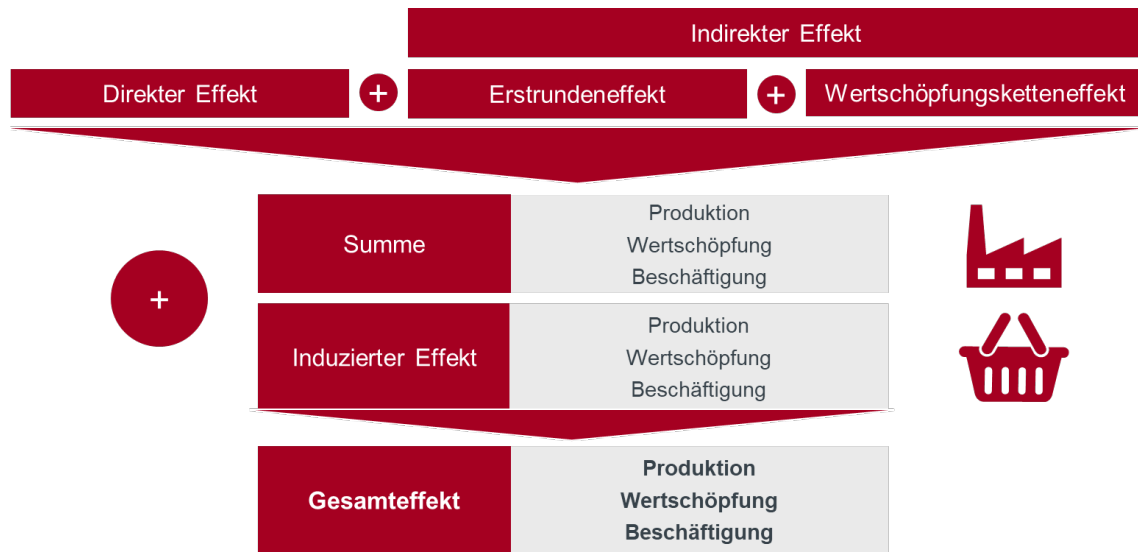 Indirekter Effekt
Direkter Effekt + Erstrundeneffekt + Wertschöpfungsketteneffekt
Summe
Produktion
Wertschöpfung
Beschäftigung
+
Induzierter Effekt
Produktion
Wertschöpfung
Beschäftigung
Gesamteffekt
Produktion
Wertschöpfung
Beschäftigung